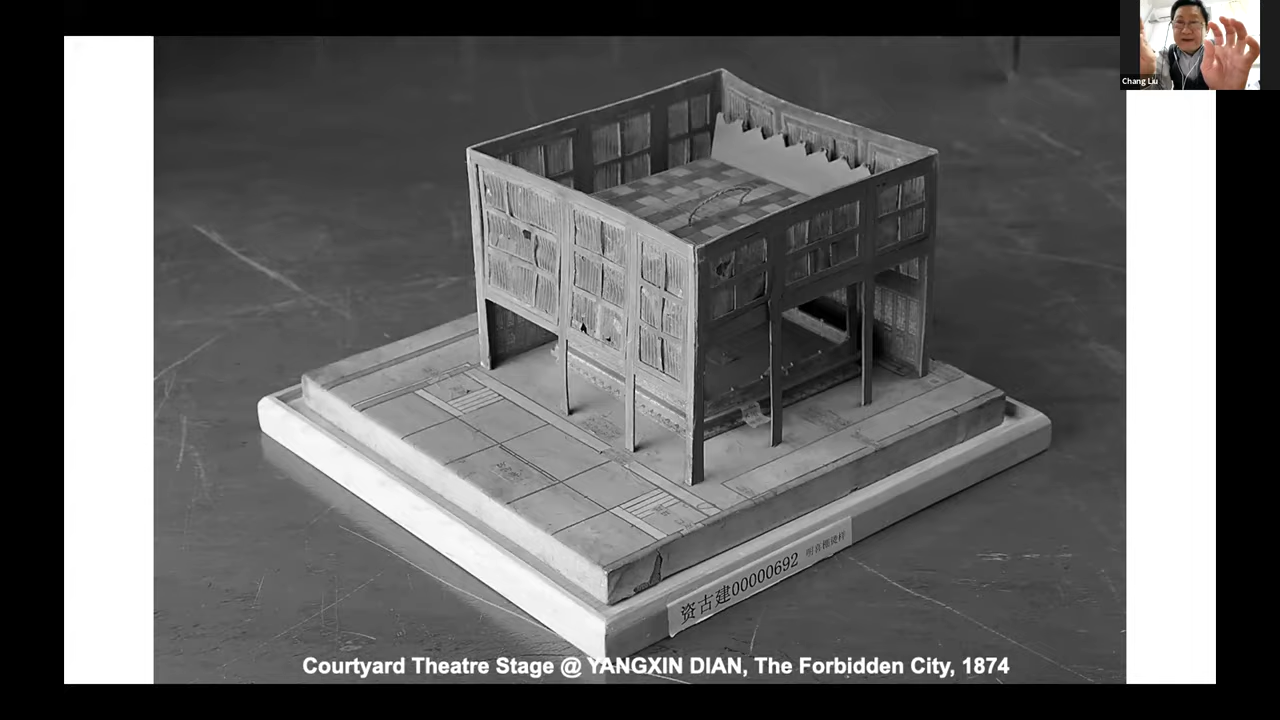 Chang Liu
资古建00000692
Courtyard Theatre Stage @ YANGXIN DIAN, The Forbidden City, 1874